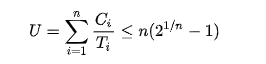 U = \sum_{i=1}^{n} \frac{C_i}{T_i} \leq n(2^{1/n} - 1)